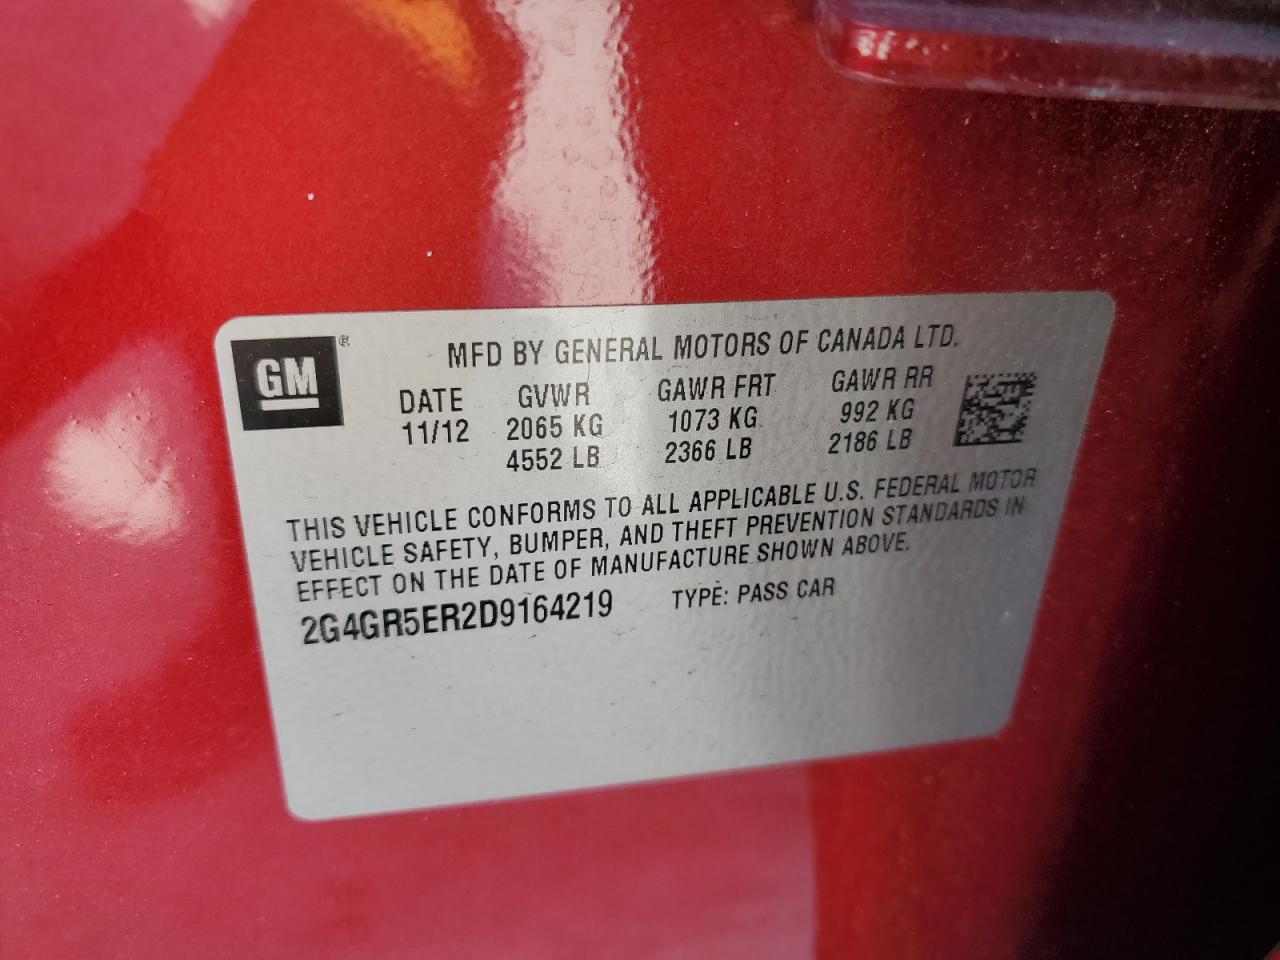 GM ®
MFD BY GENERAL MOTORS OF CANADA LTD.
DATE GVWR GAWR FRT GAWR RR
11/12 2065 KG 1073 KG 992 KG
4552 LB 2366 LB 2186 LB
THIS VEHICLE CONFORMS TO ALL APPLICABLE U.S. FEDERAL MOTOR
VEHICLE SAFETY, BUMPER, AND THEFT PREVENTION STANDARDS IN
EFFECT ON THE DATE OF MANUFACTURE SHOWN ABOVE.
2G4GR5ER2D9164219 TYPE: PASS CAR